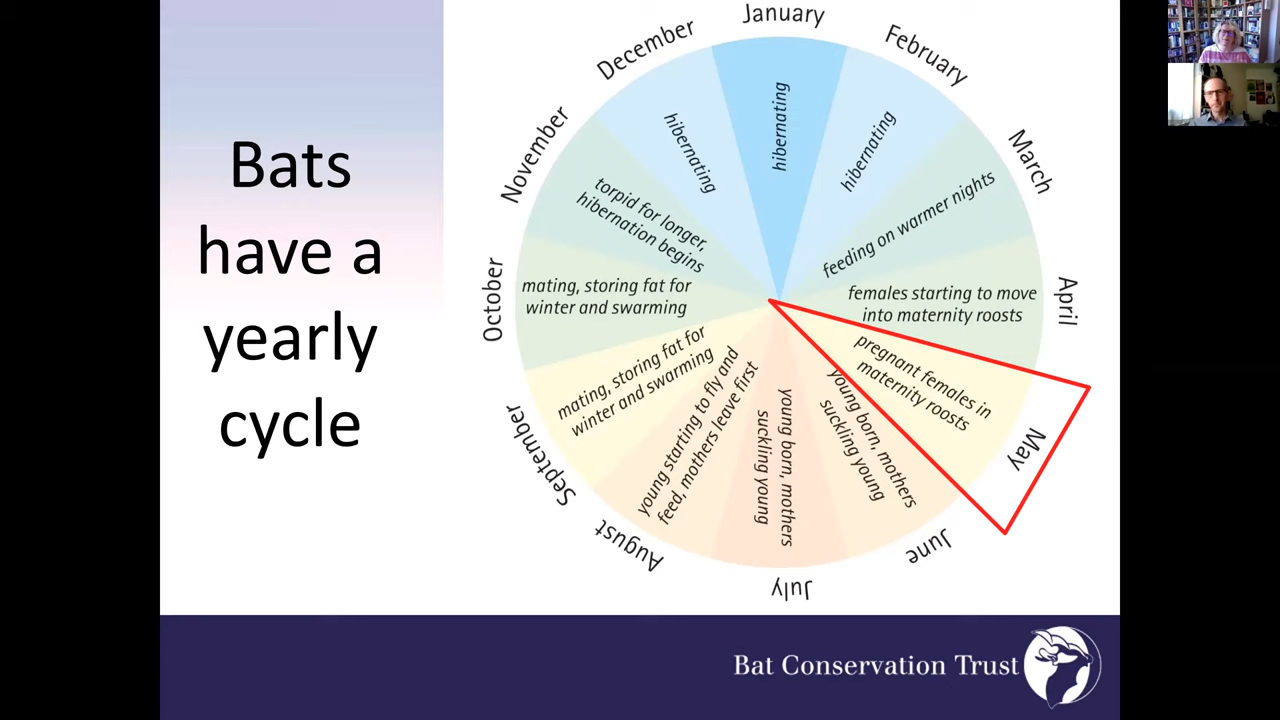 Bats
have a
yearly
cycle
January
hibernating
February
hibernating
March
feeding on warmer nights
April
females starting to move
into maternity roosts
May
pregnant females in
maternity roosts
June
young born, mothers
suckling young
July
young born, mothers
suckling young
August
young starting to fly and
feed, mothers leave first
September
mating, storing fat for
winter and swarming
October
mating, storing fat for
winter and swarming
November
torpid for longer,
hibernation begins
December
hibernating
Bat Conservation Trust